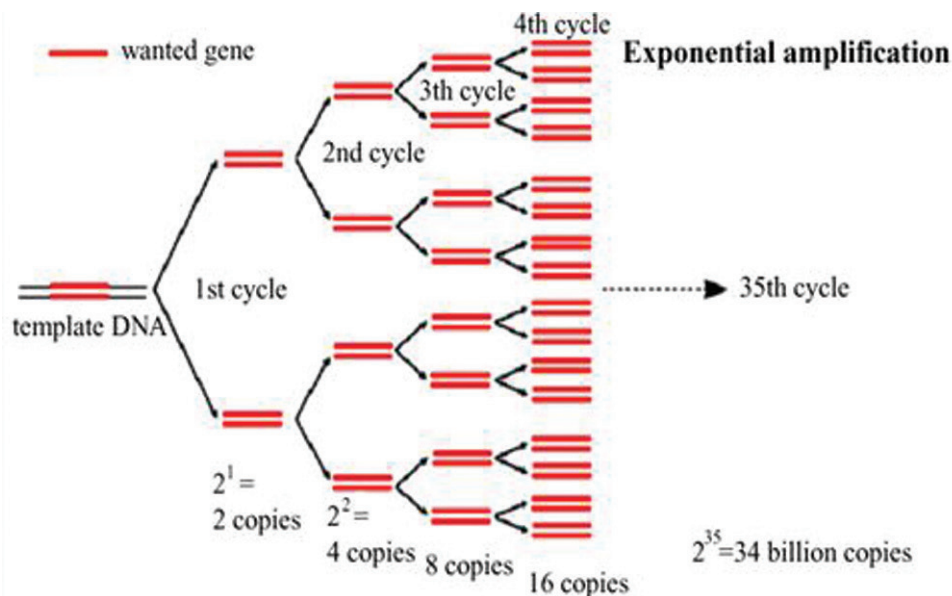 4th cycle
wanted gene
Exponential amplification
3th cycle
2nd cycle
1st cycle
35th cycle
template DNA
2¹ =
2 copies
2² =
4 copies
8 copies
16 copies
2³⁵=34 billion copies